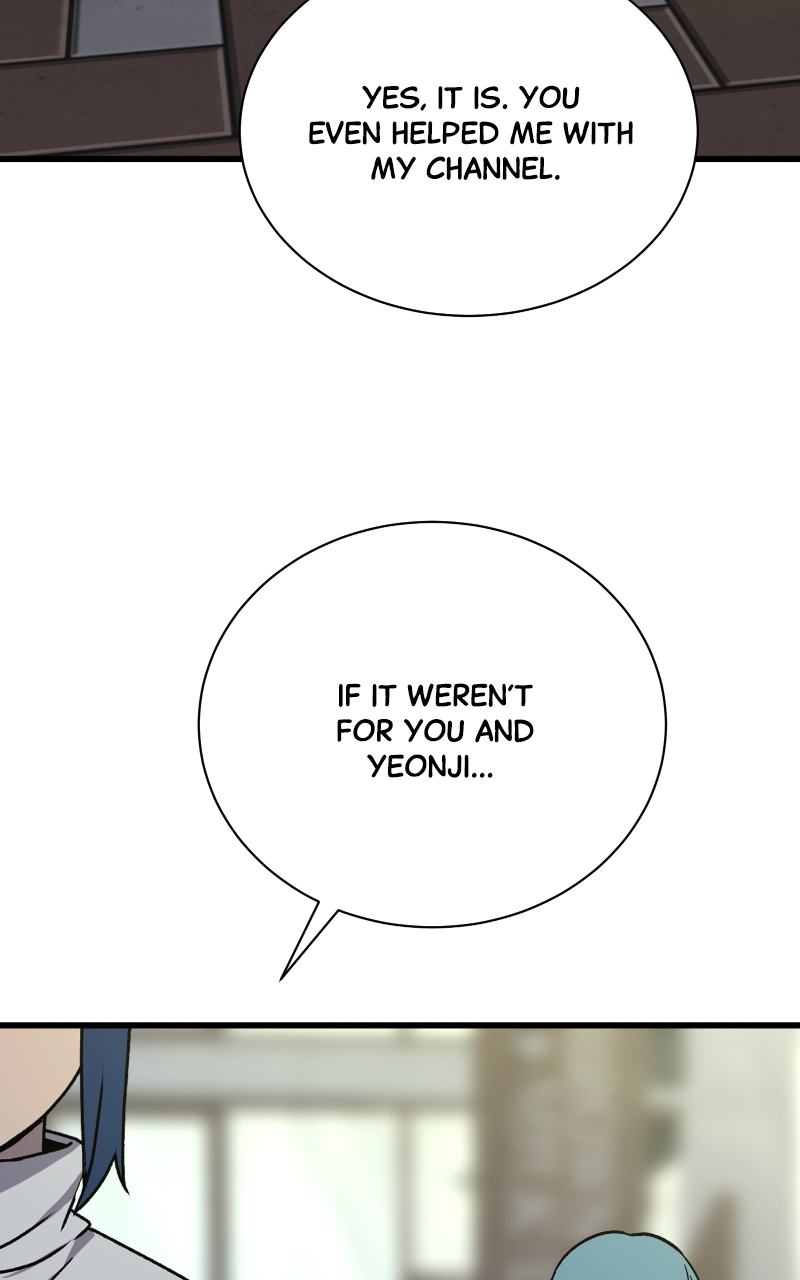 YES, IT IS. YOU
EVEN HELPED ME WITH
MY CHANNEL.
IF IT WEREN'T
FOR YOU AND
YEONJI...